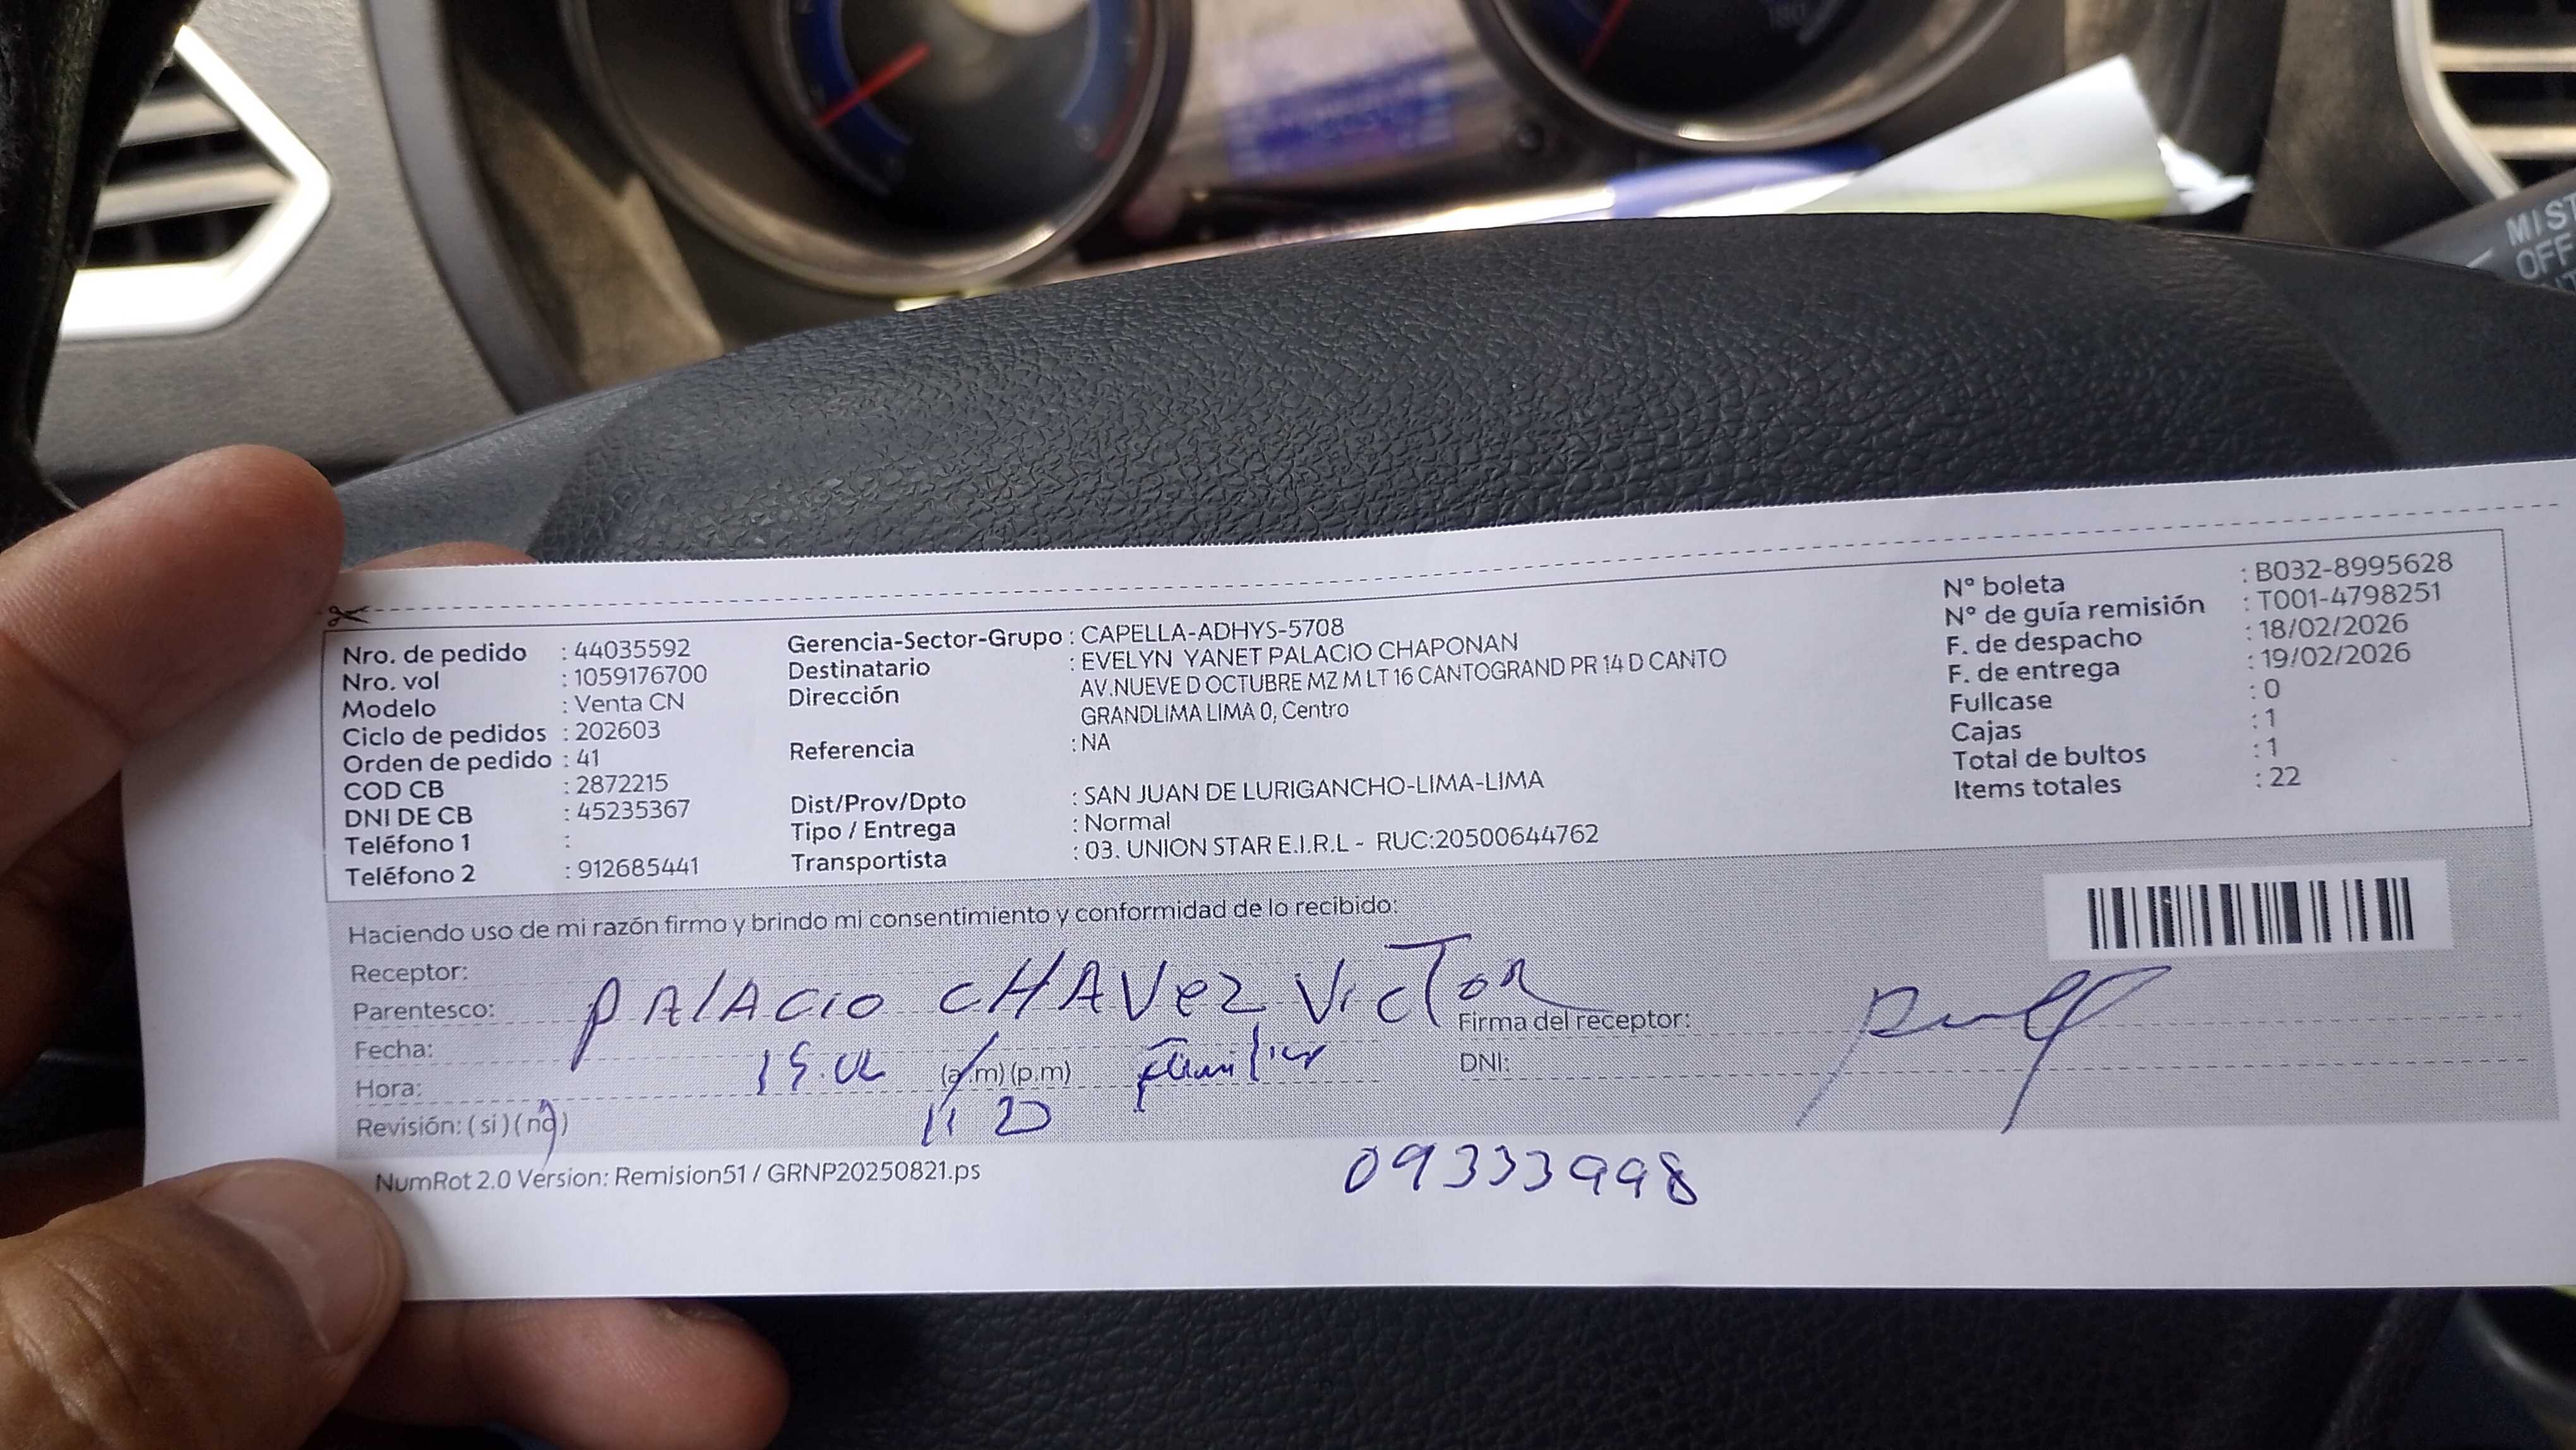 MIST
OFF
Nro. de pedido : 44035592
Nro. vol : 1059176700
Modelo : Venta CN
Ciclo de pedidos : 202603
Orden de pedido : 41
COD CB : 2872215
DNI DE CB : 45235367
Teléfono 1 :
Teléfono 2 : 912685441
Gerencia-Sector-Grupo : CAPELLA-ADHYS-5708
Destinatario : EVELYN YANET PALACIO CHAPONAN
Dirección AV.NUEVE D OCTUBRE MZ M LT 16 CANTOGRAND PR 14 D CANTO
GRANDLIMA LIMA 0, Centro
Referencia : NA
Dist/Prov/Dpto : SAN JUAN DE LURIGANCHO-LIMA-LIMA
Tipo / Entrega : Normal
Transportista : 03. UNION STAR E.I.R.L - RUC:20500644762
N° boleta : B032-8995628
N° de guía remisión : T001-4798251
F. de despacho : 18/02/2026
F. de entrega : 19/02/2026
Fullcase : 0
Cajas : 1
Total de bultos : 1
Items totales : 22
Haciendo uso de mi razón firmo y brindo mi consentimiento y conformidad de lo recibido:
Receptor:
PALACIO CHAVEZ VICTOR
Parentesco:
Firma del receptor:
Fecha:
Familiar
DNI:
Hora: (a.m) (p.m)
11 20
Revisión: ( si ) ( no )
09333998
NumRot 2.0 Version: Remision51 / GRNP20250821.ps